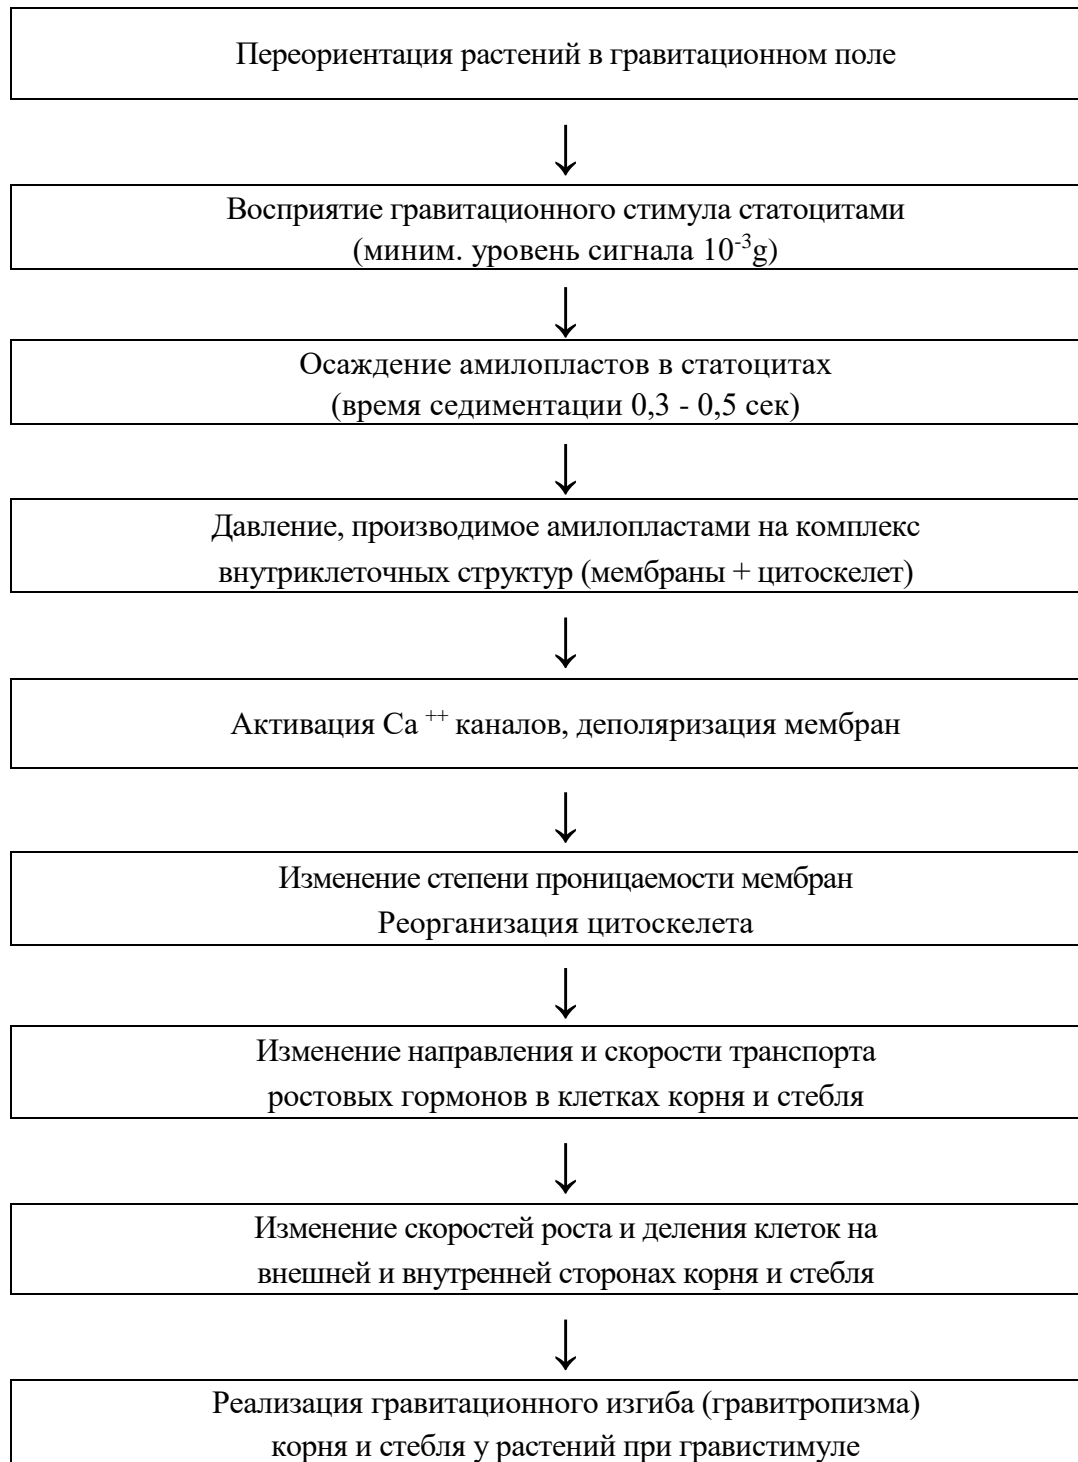 Переориентация растений в гравитационном поле
↓
Восприятие гравитационного стимула статоцитами
(миним. уровень сигнала 10⁻³g)
↓
Осаждение амилопластов в статоцитах
(время седиментации 0,3 - 0,5 сек)
↓
Давление, производимое амилопластами на комплекс
внутриклеточных структур (мембраны + цитоскелет)
↓
Активация Ca ⁺⁺ каналов, деполяризация мембран
↓
Изменение степени проницаемости мембран
Реорганизация цитоскелета
↓
Изменение направления и скорости транспорта
ростовых гормонов в клетках корня и стебля
↓
Изменение скоростей роста и деления клеток на
внешней и внутренней сторонах корня и стебля
↓
Реализация гравитационного изгиба (гравитропизма)
корня и стебля у растений при грависти­муле